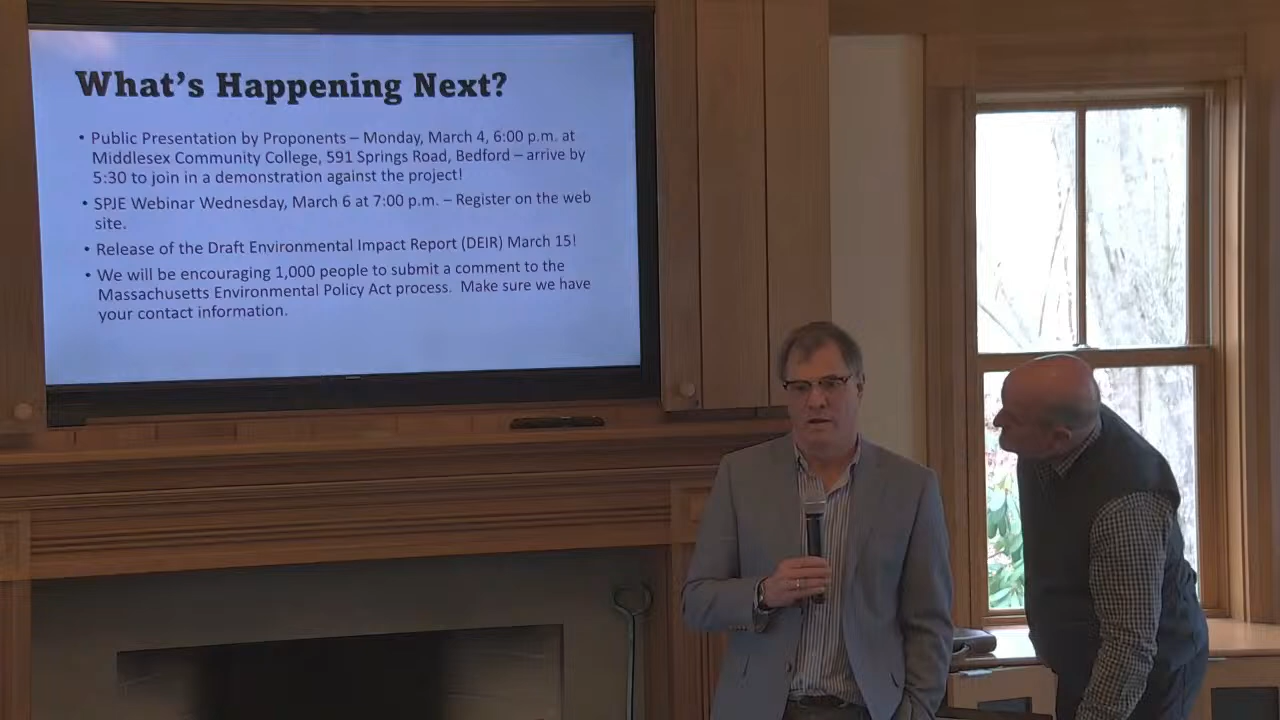 What's Happening Next?
• Public Presentation by Proponents – Monday, March 4, 6:00 p.m. at
Middlesex Community College, 591 Springs Road, Bedford – arrive by
5:30 to join in a demonstration against the project!
• SPJE Webinar Wednesday, March 6 at 7:00 p.m. – Register on the web
site.
• Release of the Draft Environmental Impact Report (DEIR) March 15!
• We will be encouraging 1,000 people to submit a comment to the
Massachusetts Environmental Policy Act process. Make sure we have
your contact information.